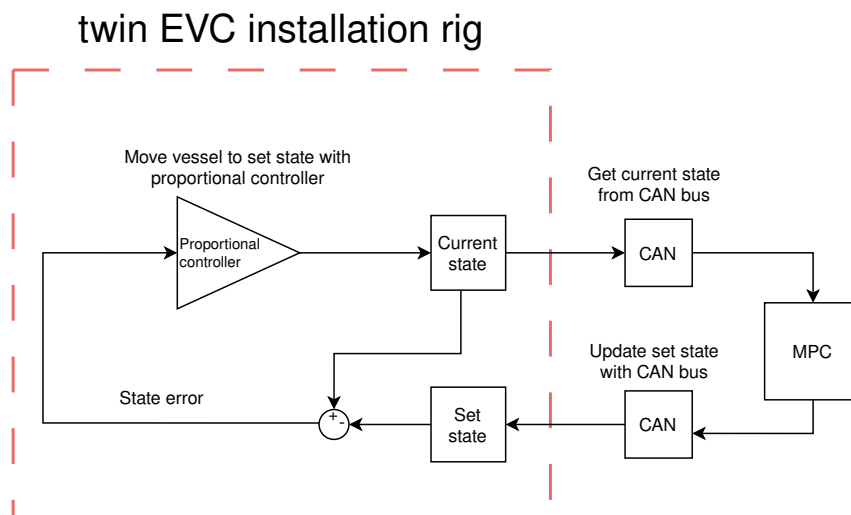 twin EVC installation rig
Move vessel to set state with
proportional controller
Proportional
controller
Current
state
Get current state
from CAN bus
CAN
MPC
Update set state
with CAN bus
CAN
Set
state
State error
+
-